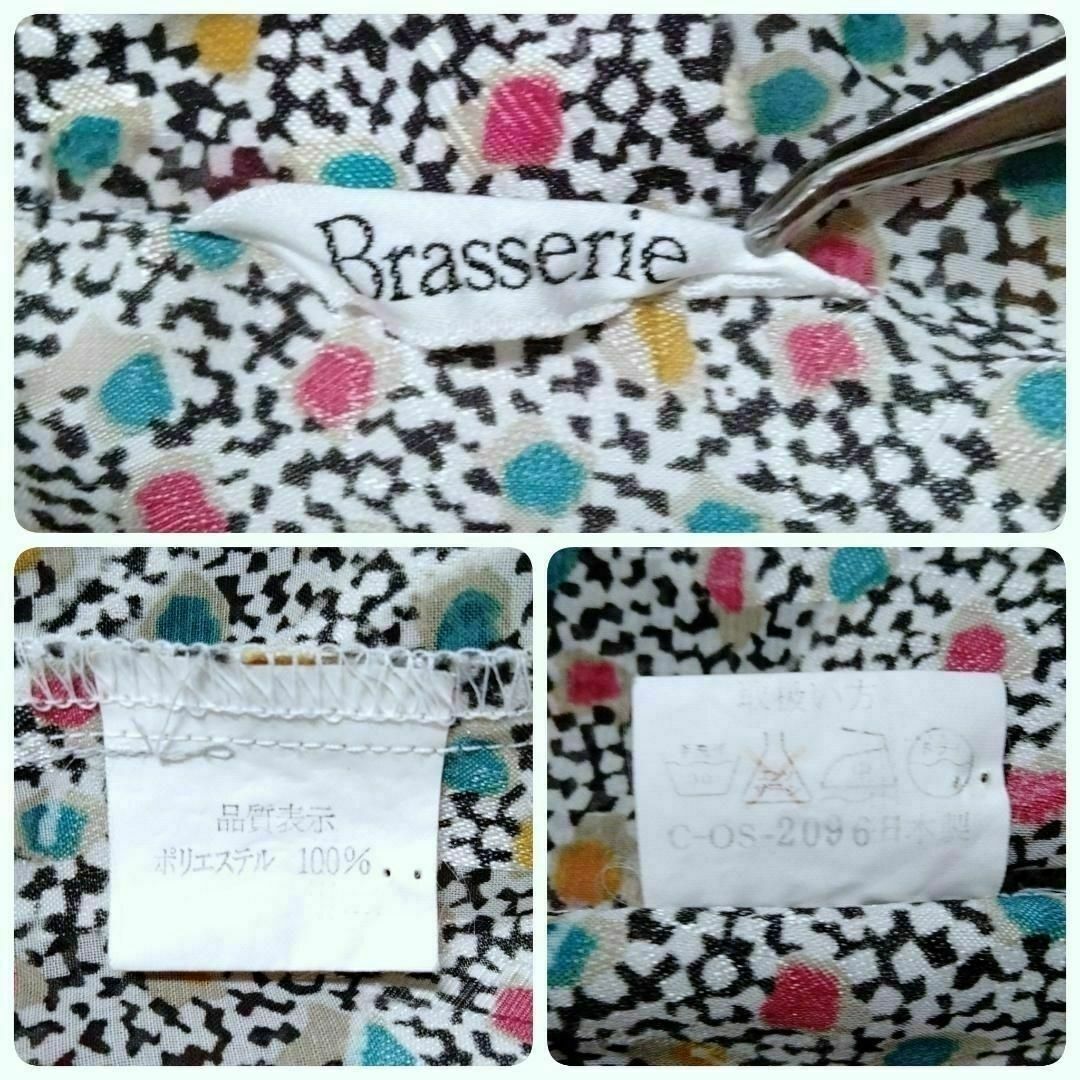 Brasserie
品質表示
ポリエステル 100%
取扱い方
30
C-OS-2096日本製